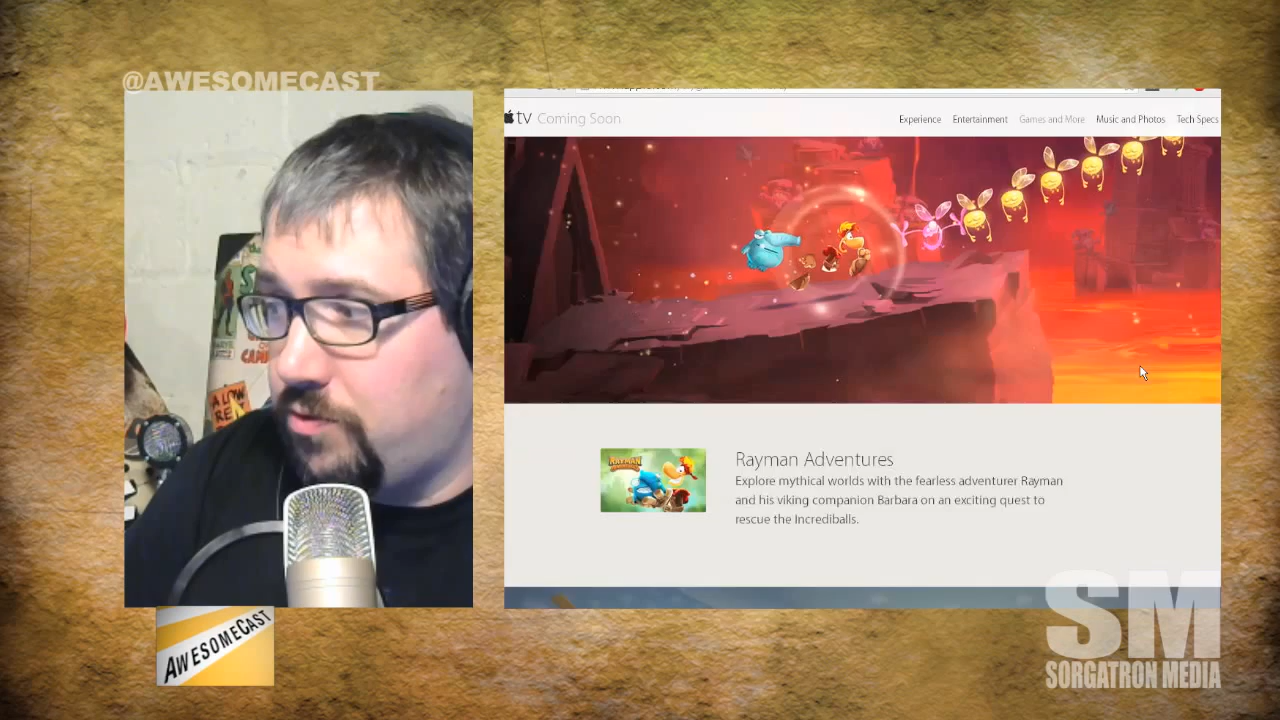 @AWESOMECAST
tv Coming Soon
Experience Entertainment Games and More Music and Photos Tech Specs
A LOW
RAYMAN
Rayman Adventures
Explore mythical worlds with the fearless adventurer Rayman
and his viking companion Barbara on an exciting quest to
rescue the Incrediballs.
AWESOMECAST
SM
SORGATRON MEDIA